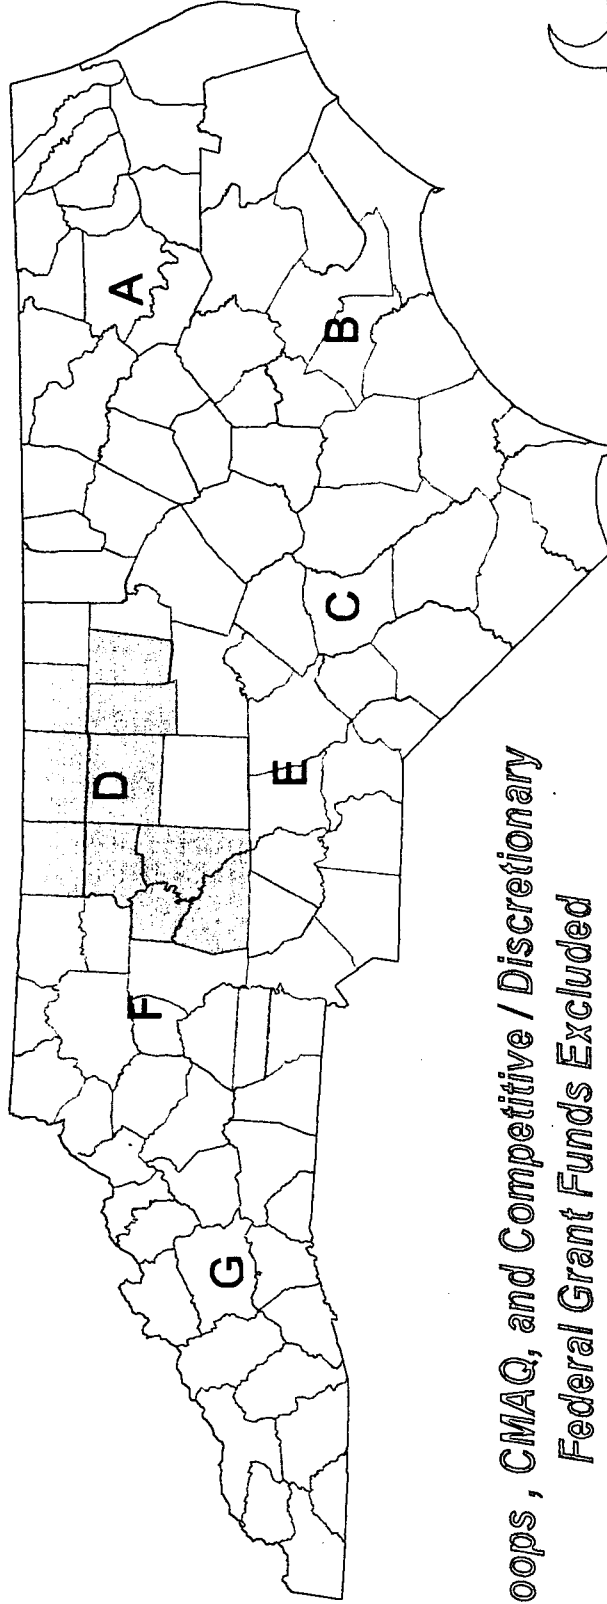 D
A
F
G
E
C
B
oops , CMAQ, and Competitive / Discretionary
Federal Grant Funds Excluded